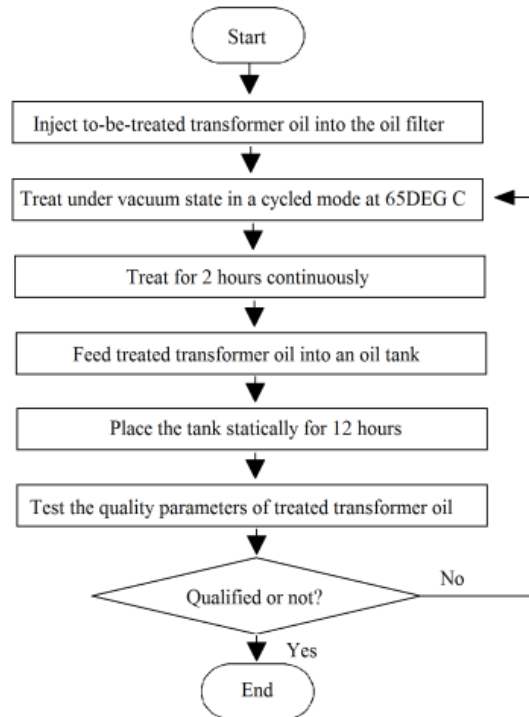 Start
Inject to-be-treated transformer oil into the oil filter
Treat under vacuum state in a cycled mode at 65DEG C
Treat for 2 hours continuously
Feed treated transformer oil into an oil tank
Place the tank statically for 12 hours
Test the quality parameters of treated transformer oil
Qualified or not?
No
Yes
End